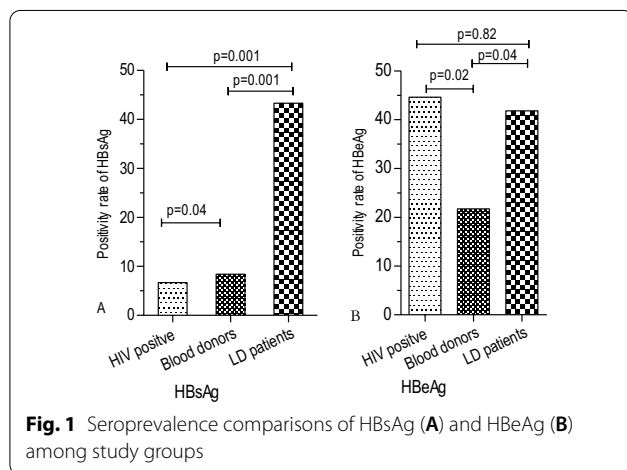 p=0.001
p=0.001
p=0.04
50
40
30
20
10
0
Positivity rate of HBsAg
A
HIV positve
Blood donors
LD patients
HBsAg
p=0.82
p=0.04
p=0.02
50
40
30
20
10
0
Positivity rate of HBeAg
B
HIV positive
Blood donors
LD patients
HBeAg
Fig. 1 Seroprevalence comparisons of HBsAg (A) and HBeAg (B)
among study groups